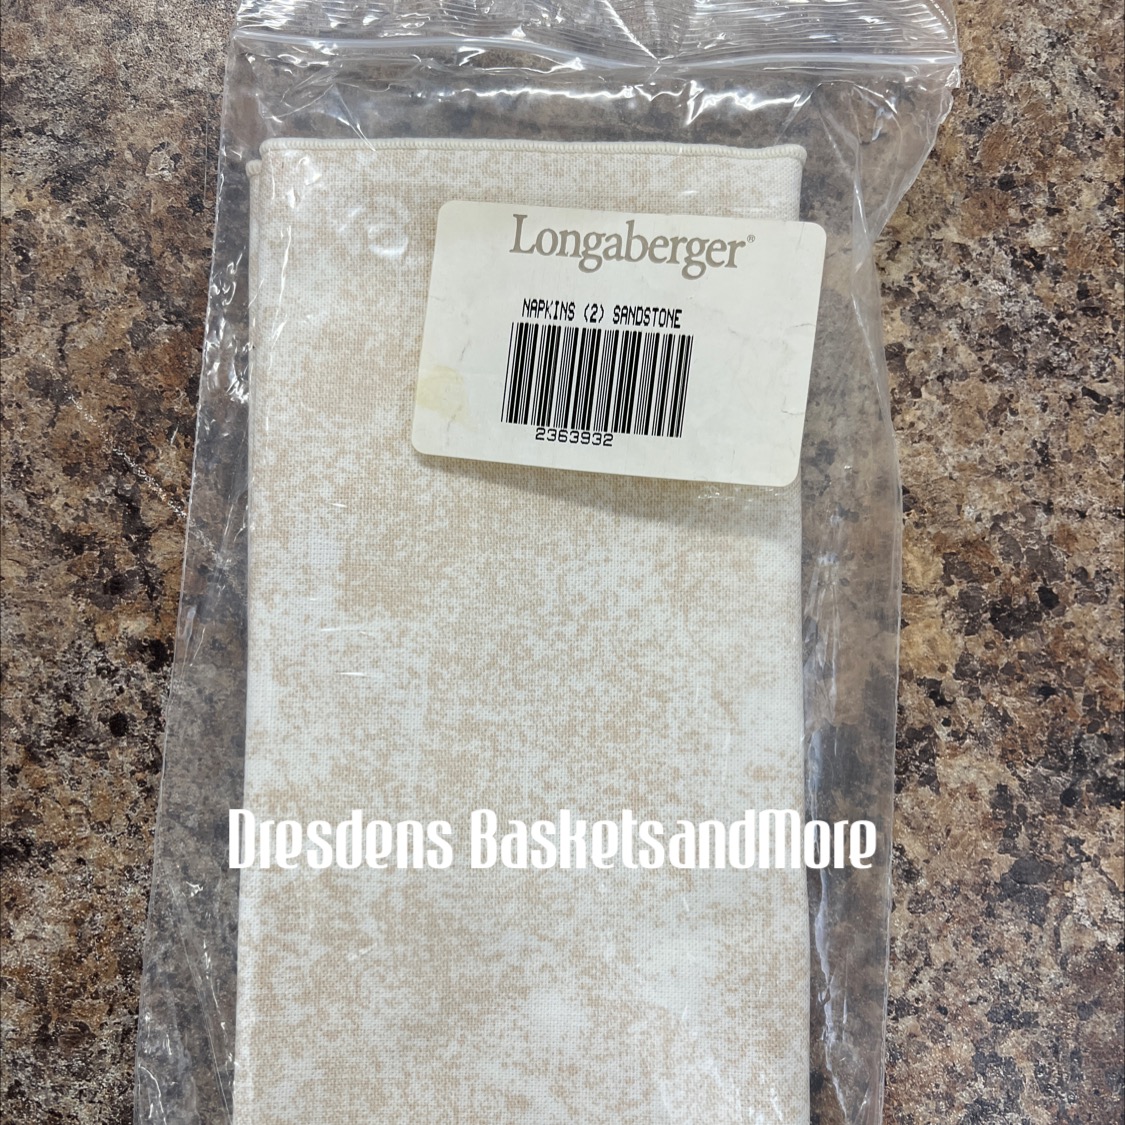 Longaberger®
NAPKINS (2) SANDSTONE
2363932
Dresdens BasketsandMore